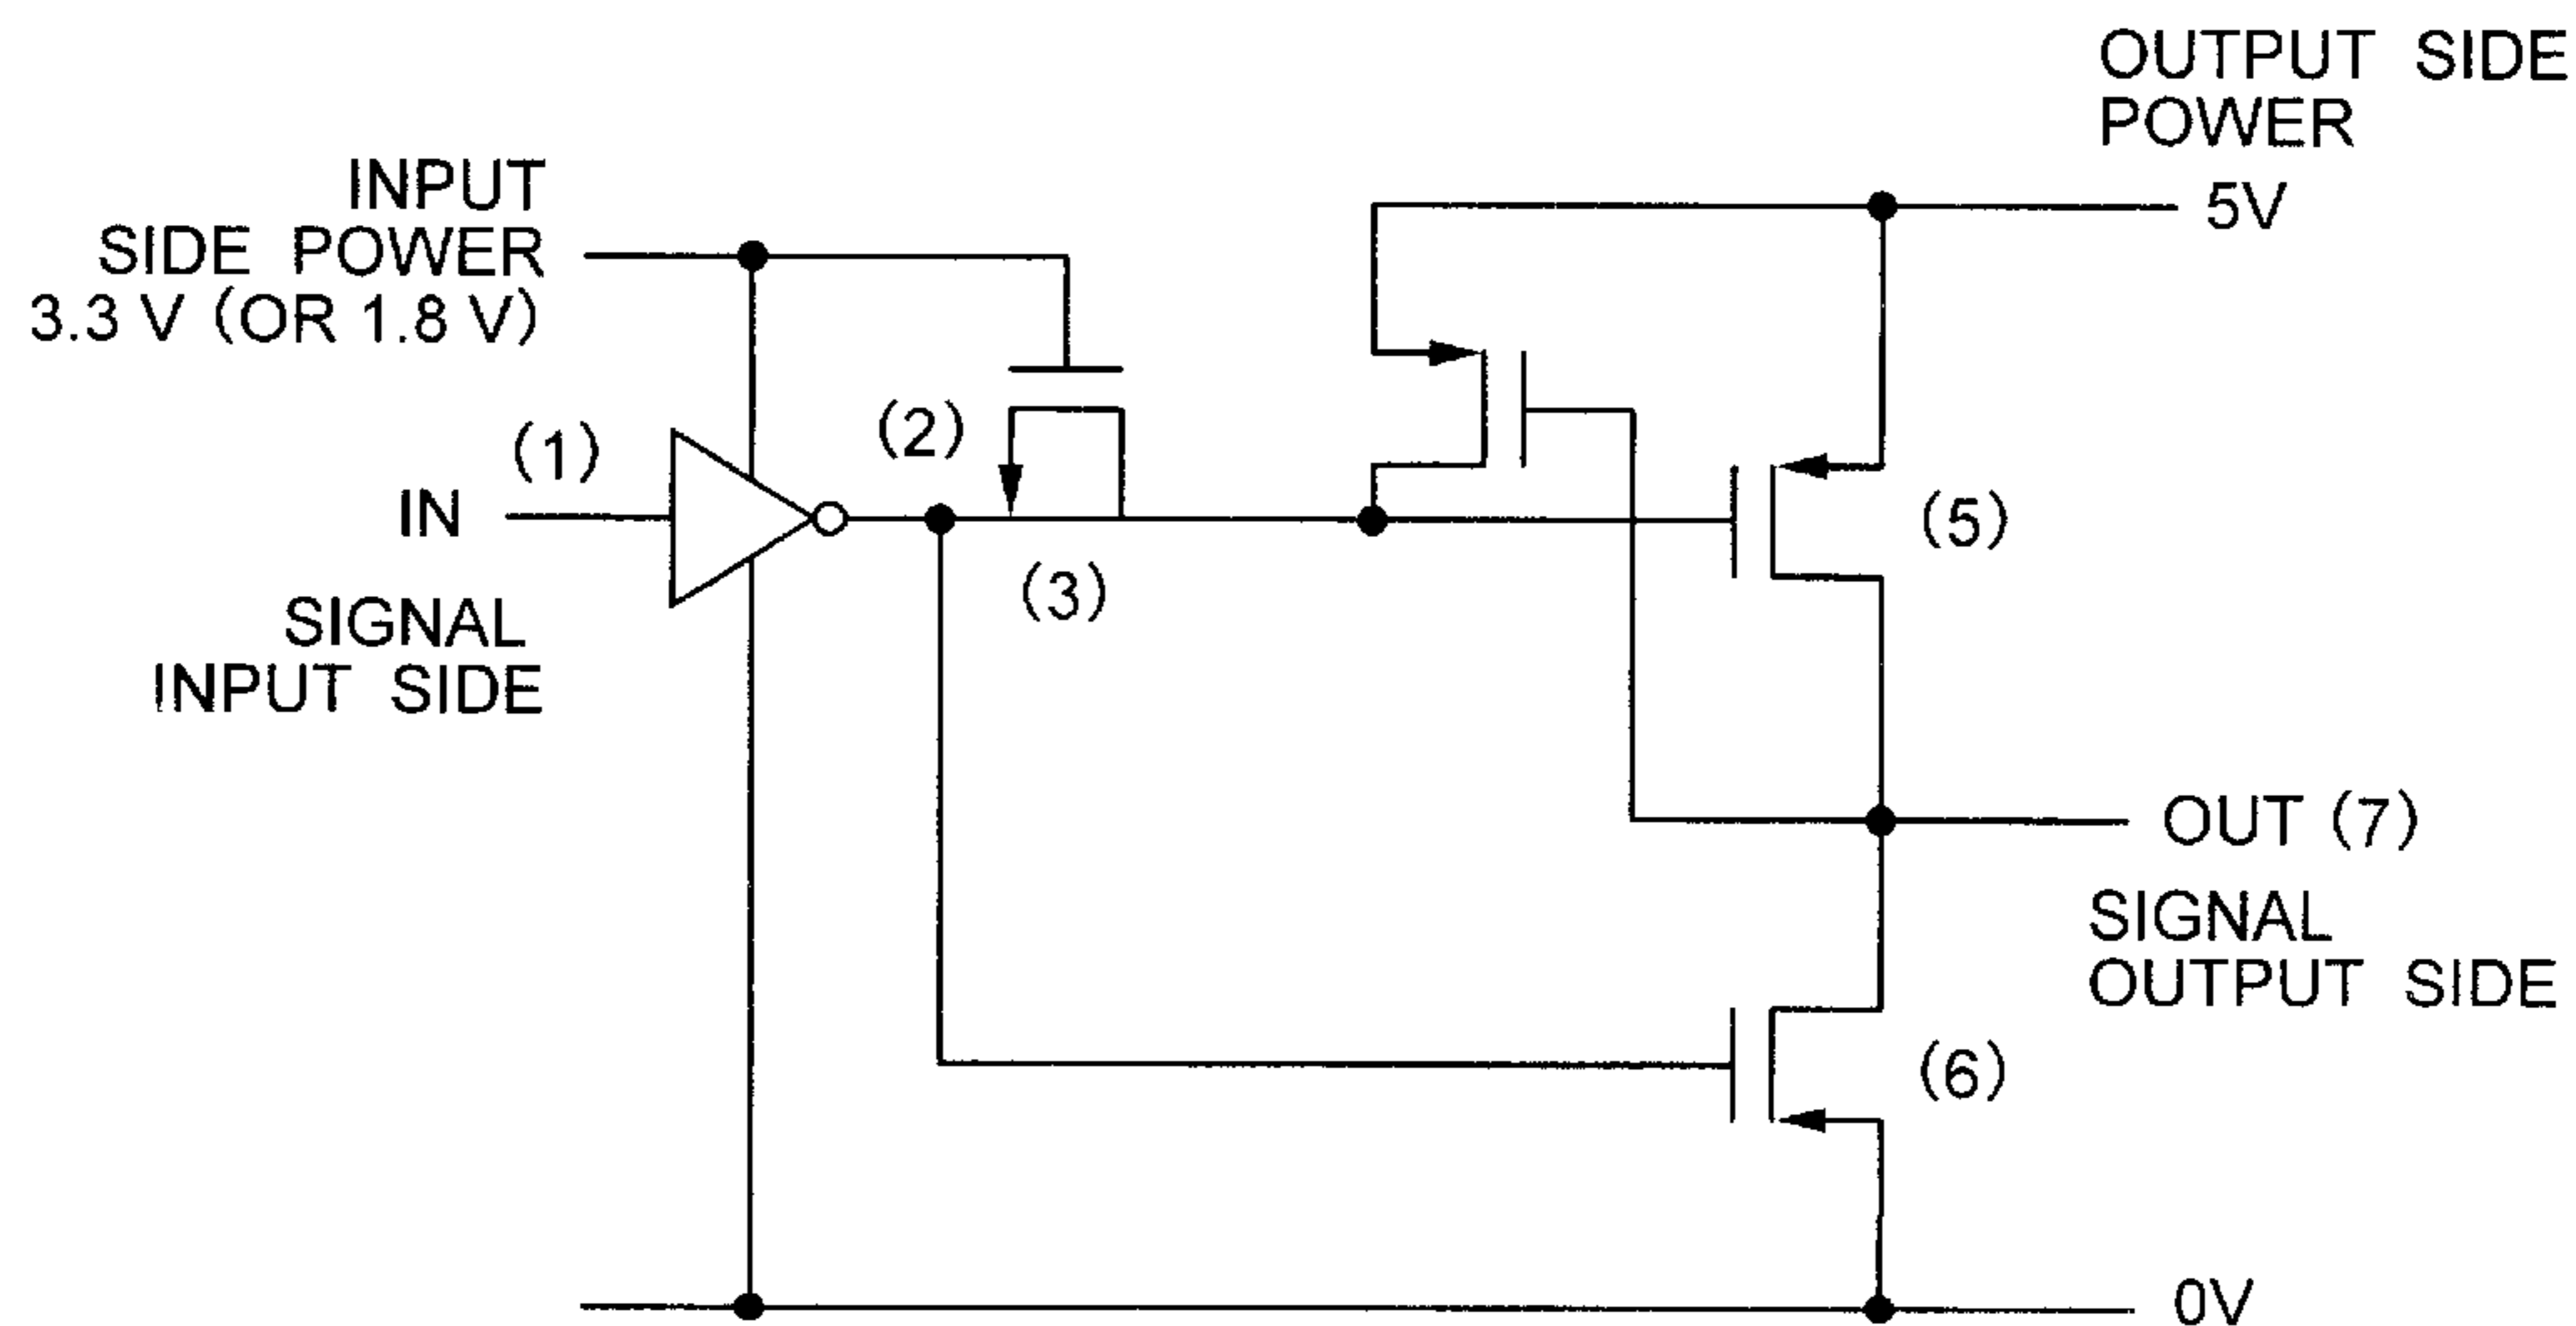 OUTPUT SIDE
POWER
5V
INPUT
SIDE POWER
3.3 V (OR 1.8 V)
(2)
(1)
IN
(5)
(3)
SIGNAL
INPUT SIDE
OUT (7)
SIGNAL
OUTPUT SIDE
(6)
0V